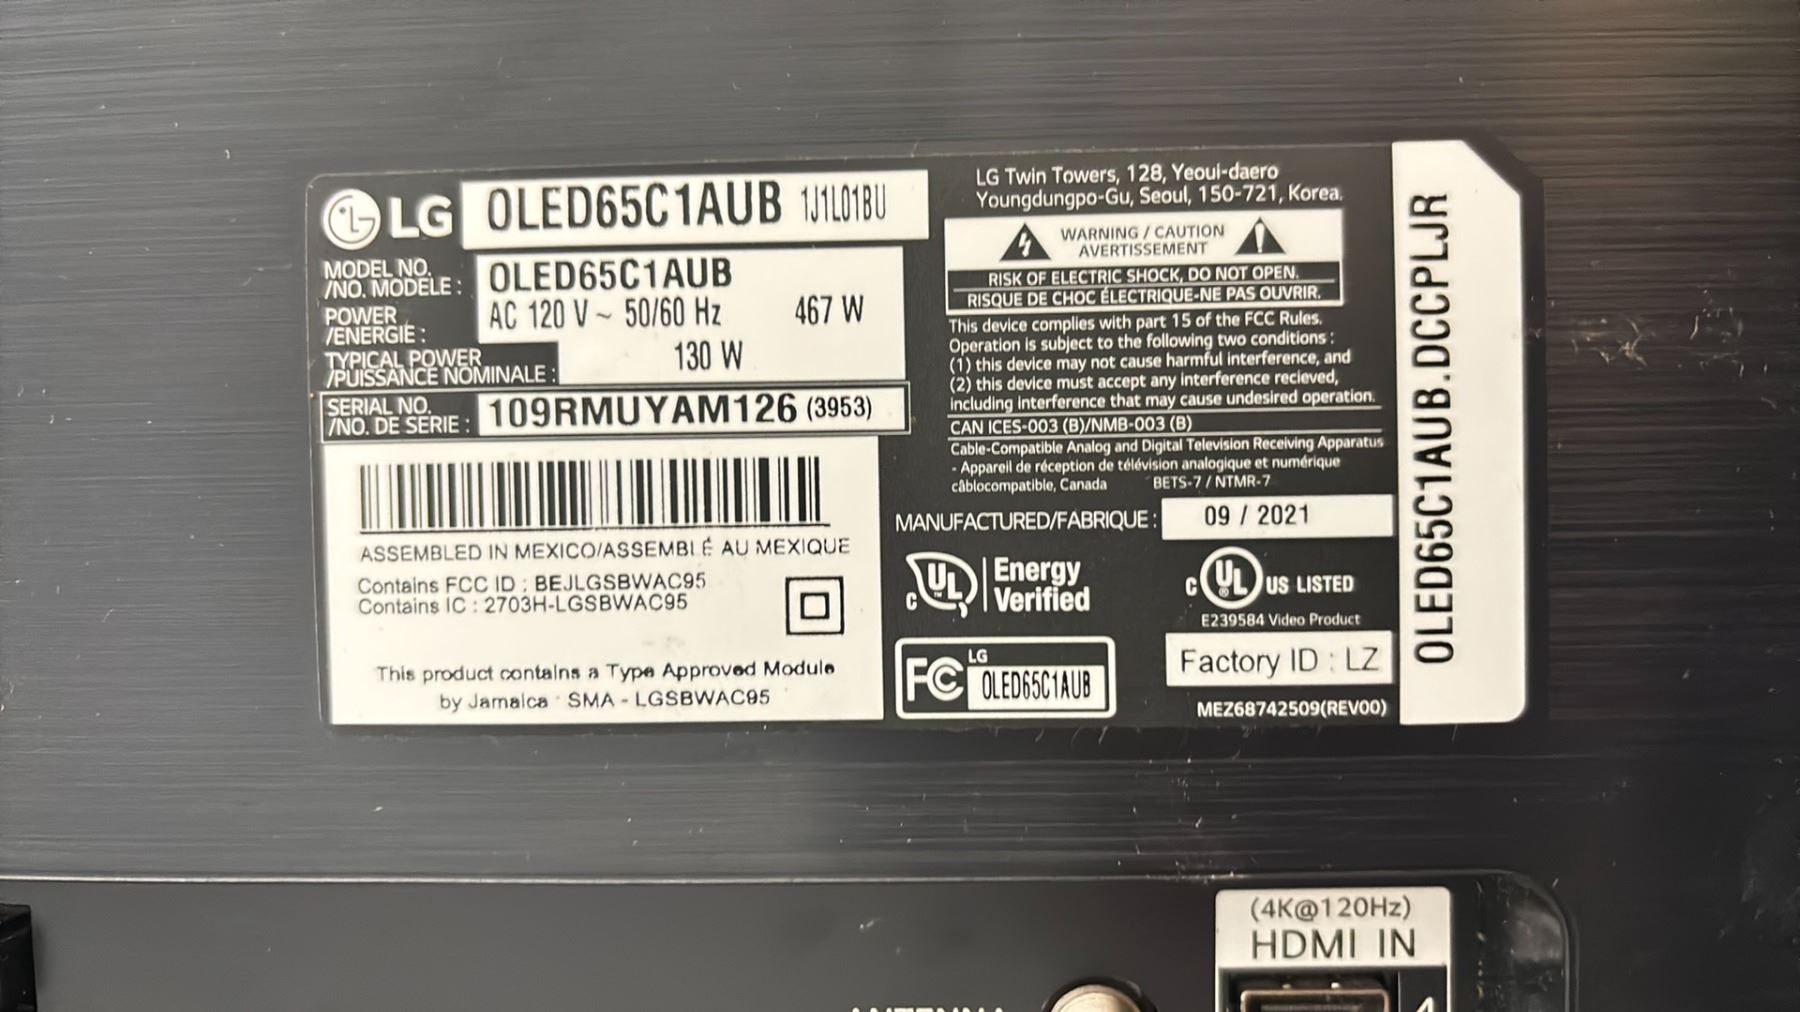 LG OLED65C1AUB 1J1L01BU
MODEL NO.
/NO. MODÈLE : OLED65C1AUB
POWER
/ÉNERGIE : AC 120 V ~ 50/60 Hz 467 W
TYPICAL POWER
/PUISSANCE NOMINALE : 130 W
SERIAL NO.
/NO. DE SÉRIE : 109RMUYAM126 (3953)
ASSEMBLED IN MEXICO/ASSEMBLÉ AU MEXIQUE
Contains FCC ID : BEJLGSBWAC95
Contains IC : 2703H-LGSBWAC95
This product contains a Type Approved Module
by Jamaica SMA - LGSBWAC95
LG Twin Towers, 128, Yeoui-daero
Youngdungpo-Gu, Seoul, 150-721, Korea.
WARNING / CAUTION
AVERTISSEMENT
RISK OF ELECTRIC SHOCK, DO NOT OPEN.
RISQUE DE CHOC ÉLECTRIQUE-NE PAS OUVRIR.
This device complies with part 15 of the FCC Rules.
Operation is subject to the following two conditions :
(1) this device may not cause harmful interference, and
(2) this device must accept any interference recieved,
including interference that may cause undesired operation.
CAN ICES-003 (B)/NMB-003 (B)
Cable-Compatible Analog and Digital Television Receiving Apparatus
- Appareil de réception de télévision analogique et numérique
câblocompatible, Canada BETS-7 / NTMR-7
MANUFACTURED/FABRIQUE : 09 / 2021
c UL Energy
Verified
c UL ® US LISTED
E239584 Video Product
FC LG
OLED65C1AUB
Factory ID : LZ
MEZ68742509(REV00)
OLED65C1AUB.DCCPLJR
(4K@120Hz)
HDMI IN
4
ANTENNA